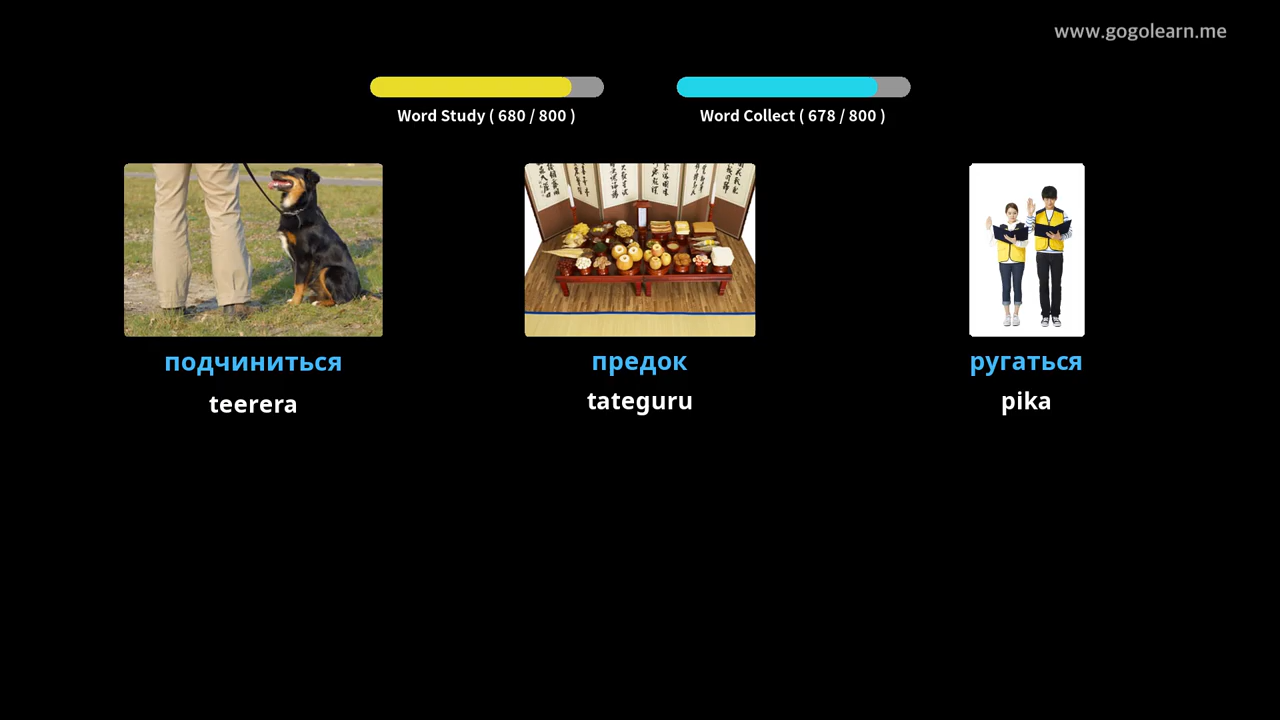 www.gogolearn.me
Word Study ( 680 / 800 )
Word Collect ( 678 / 800 )
подчиниться
teerera
предок
tateguru
ругаться
pika